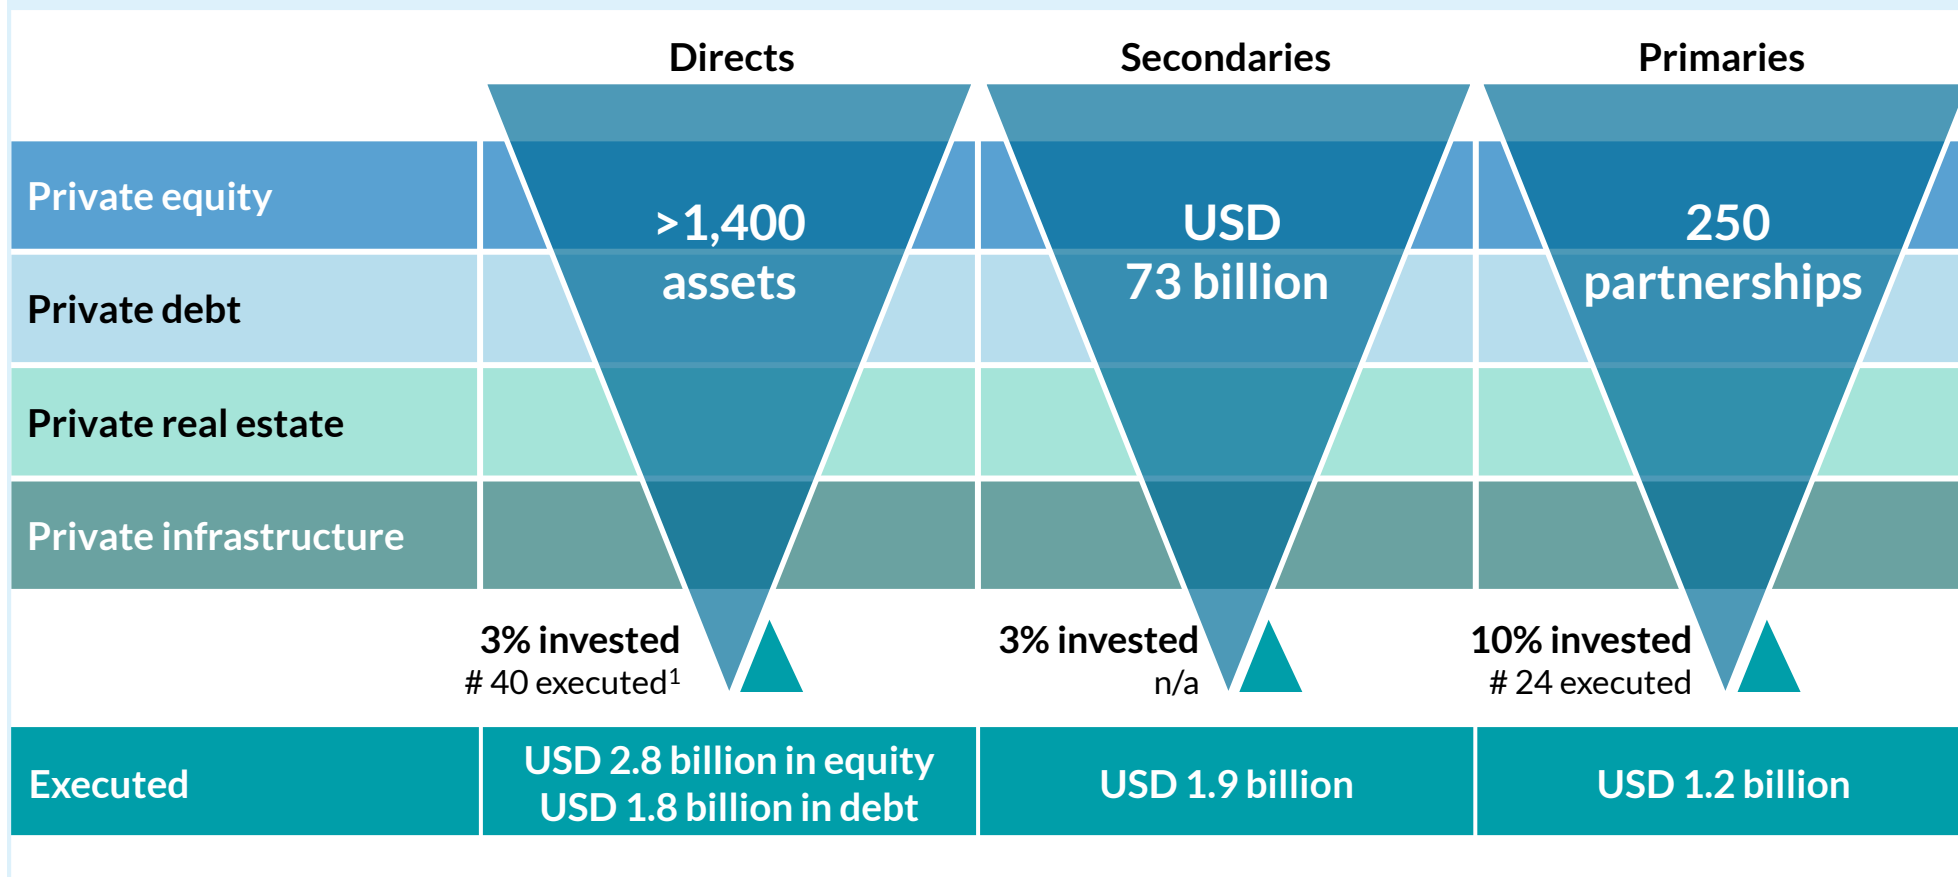 Directs
Secondaries
Primaries
Private equity
Private debt
Private real estate
Private infrastructure
>1,400
assets
USD
73 billion
250
partnerships
3% invested
# 40 executed¹
3% invested
n/a
10% invested
# 24 executed
Executed
USD 2.8 billion in equity
USD 1.8 billion in debt
USD 1.9 billion
USD 1.2 billion